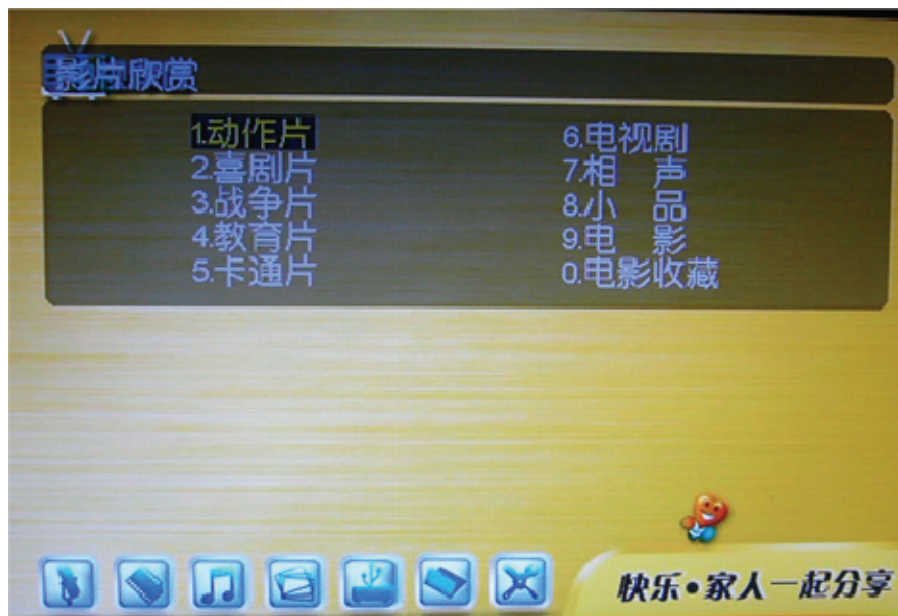 影片欣赏
1.动作片
2.喜剧片
3.战争片
4.教育片
5.卡通片
6.电视剧
7.相 声
8.小 品
9.电 影
0.电影收藏
快乐•家人一起分享